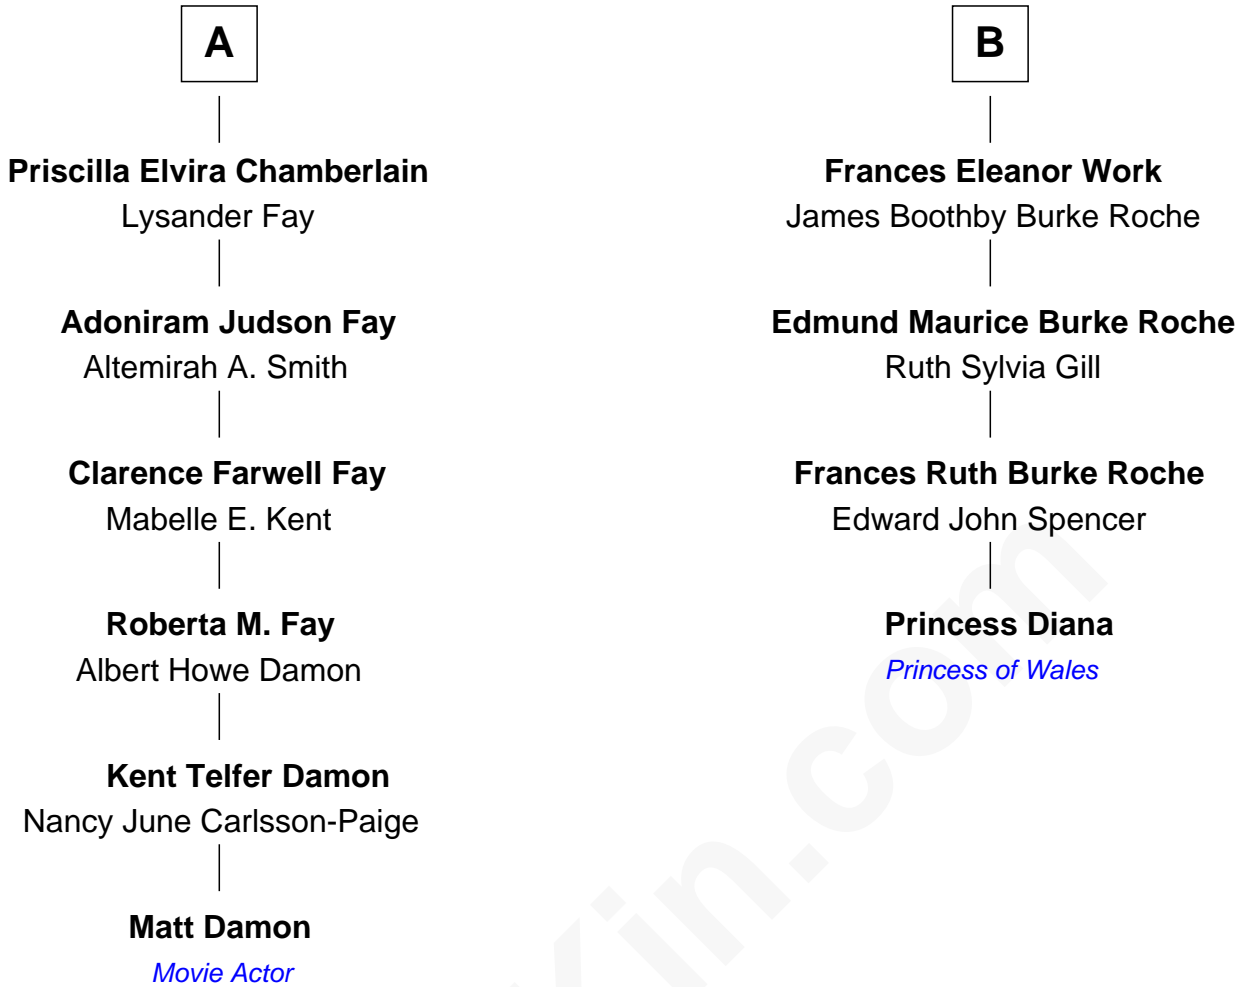 A
Priscilla Elvira Chamberlain
Lysander Fay
Adoniram Judson Fay
Altemirah A. Smith
Clarence Farwell Fay
Mabelle E. Kent
Roberta M. Fay
Albert Howe Damon
Kent Telfer Damon
Nancy June Carlsson-Paige
Matt Damon
Movie Actor
B
Frances Eleanor Work
James Boothby Burke Roche
Edmund Maurice Burke Roche
Ruth Sylvia Gill
Frances Ruth Burke Roche
Edward John Spencer
Princess Diana
Princess of Wales
Kin.com